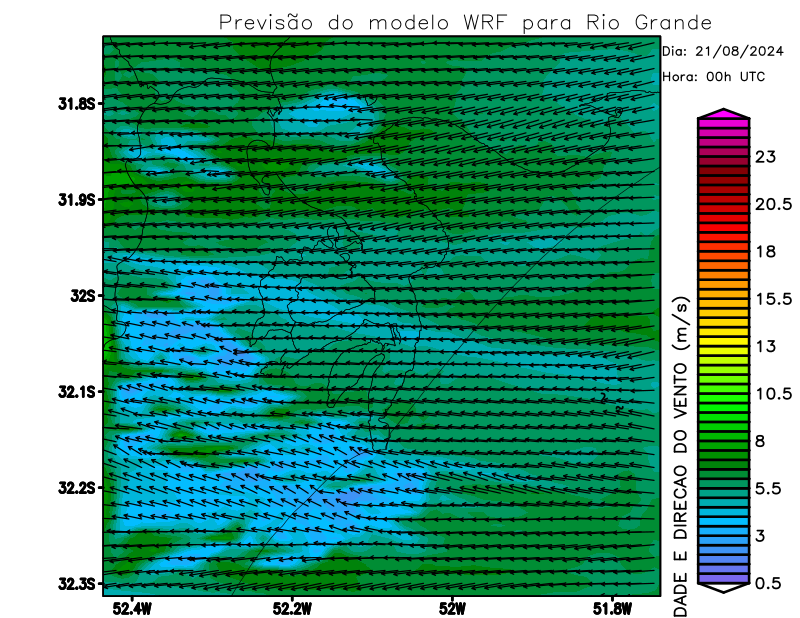 Previsão do modelo WRF para Rio Grande
Dia: 21/08/2024
Hora: 00h UTC
31.8S
31.9S
32S
32.1S
32.2S
32.3S
52.4W
52.2W
52W
51.8W
23
20.5
18
15.5
13
10.5
8
5.5
3
0.5
DADE E DIRECAO DO VENTO (m/s)